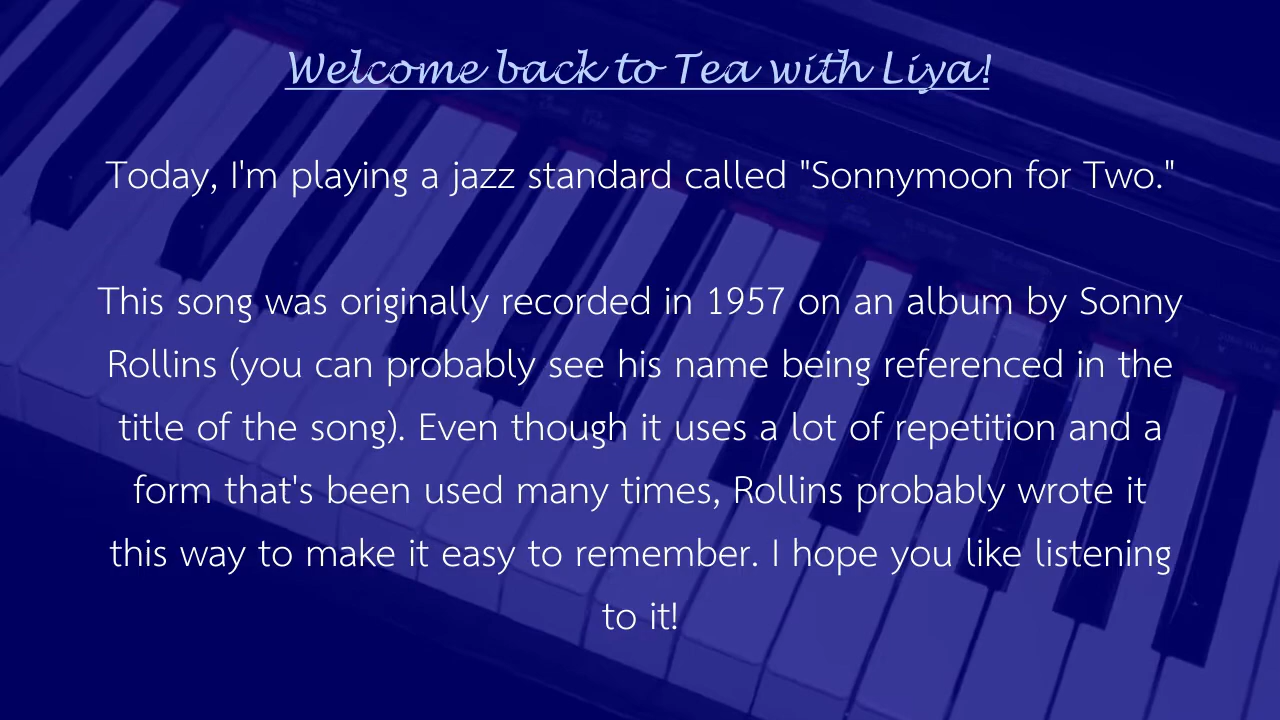 Welcome back to Tea with Liya!
Today, I'm playing a jazz standard called "Sonnymoon for Two."
This song was originally recorded in 1957 on an album by Sonny
Rollins (you can probably see his name being referenced in the
title of the song). Even though it uses a lot of repetition and a
form that's been used many times, Rollins probably wrote it
this way to make it easy to remember. I hope you like listening
to it!